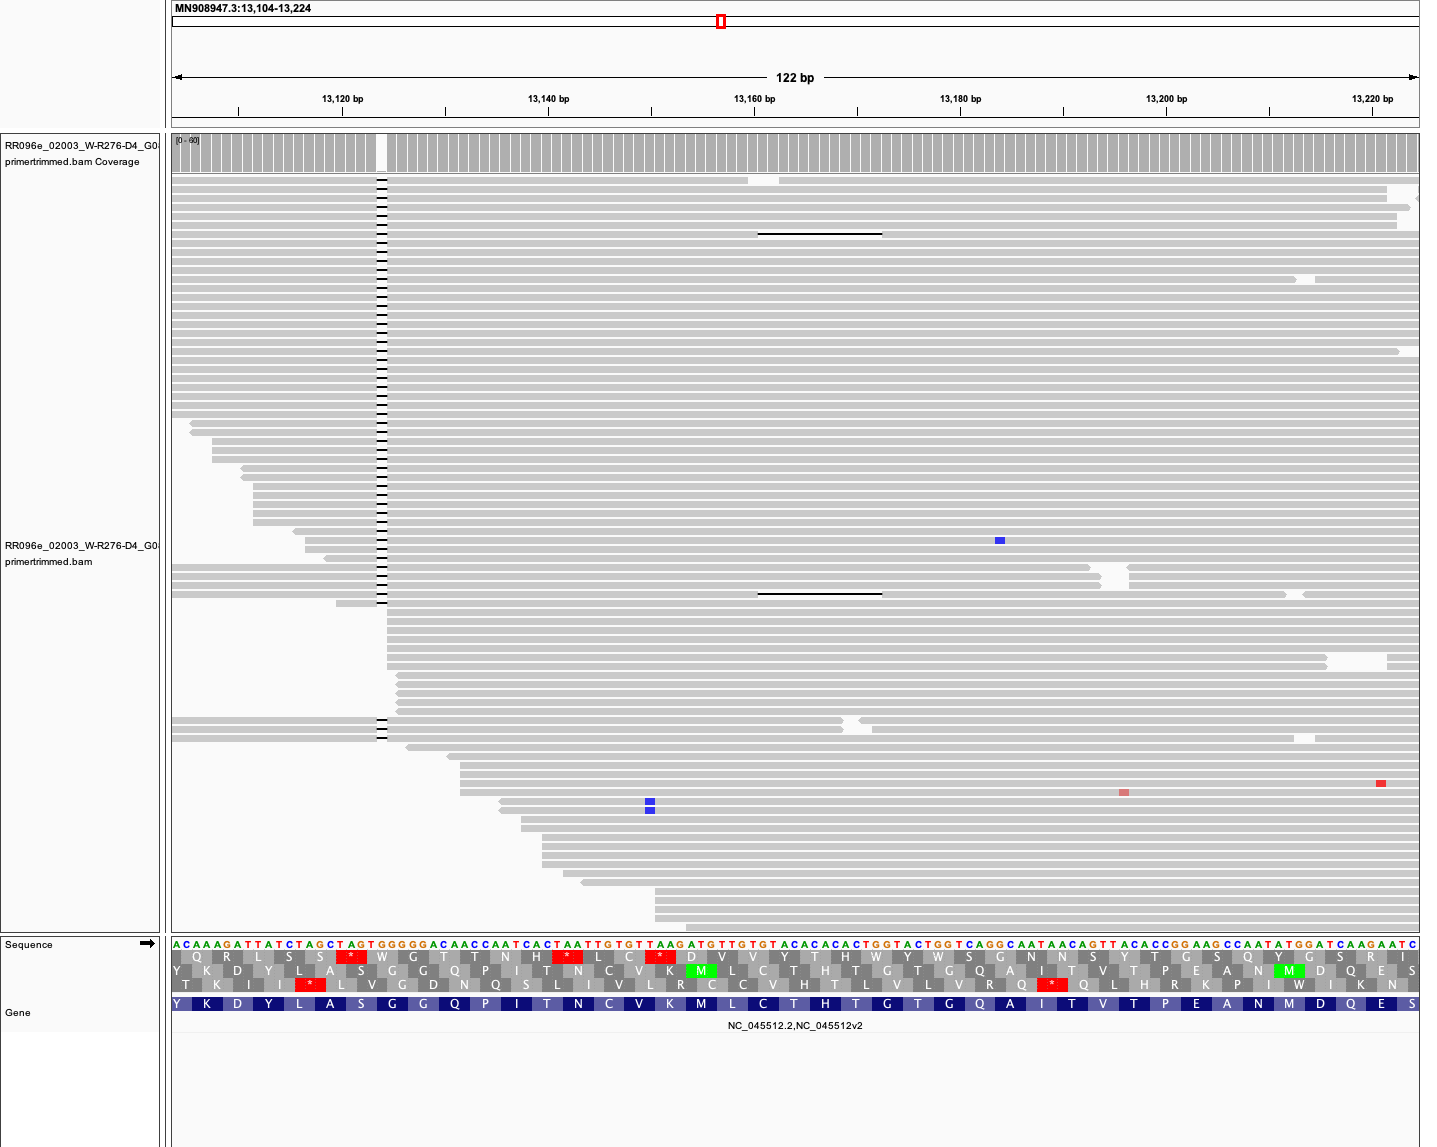 MN908947.3:13,104-13,224
122 bp
13,120 bp 13,140 bp 13,160 bp 13,180 bp 13,200 bp 13,220 bp
RR096e_02003_W-R276-D4_G0
primertrimmed.bam Coverage
[0 - 60]
RR096e_02003_W-R276-D4_G0
primertrimmed.bam
Sequence
ACAAAGATTATCTAGCTAGTGGGGGACAACCAATCACTAATTGTGTTAAGATGTTGTGTACACACACTGGTACTGGTCAGGCAATAACAGTTACACCGGAAGCCAATATGGATCAAGAATC
Q R L S S * W G T T N H * L C * D V V Y T H W Y W S G N N S Y T G S Q Y G S R I
Y K D Y L A S G G Q P I T N C V K M L C T H T G T G Q A I T V T P E A N M D Q E S
T K I I * L V G D N Q S L I V L R C C V H T L V L V R Q * Q L H R K P I W I K N
Gene
Y K D Y L A S G G Q P I T N C V K M L C T H T G T G Q A I T V T P E A N M D Q E S
NC_045512.2,NC_045512v2